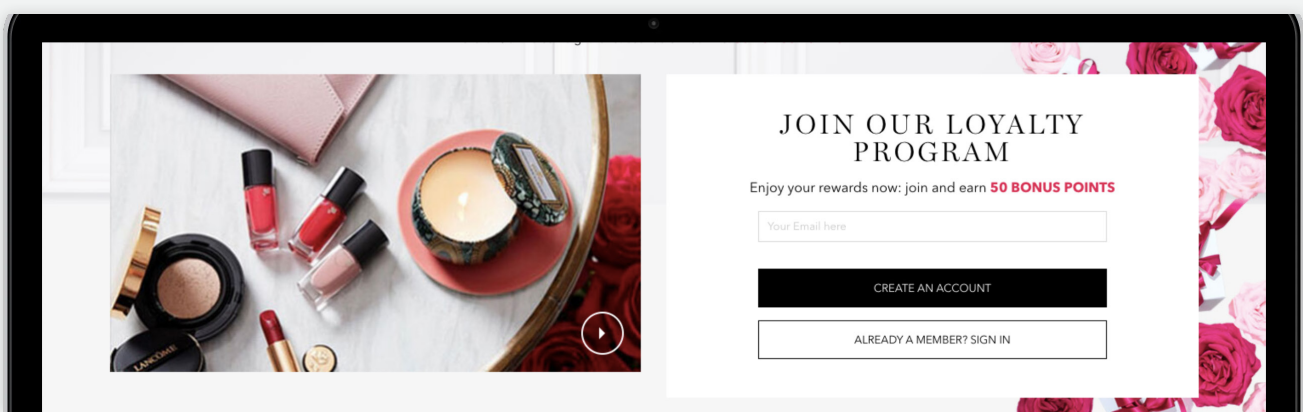 LANCÔME
JOIN OUR LOYALTY
PROGRAM
Enjoy your rewards now: join and earn 50 BONUS POINTS
Your Email here
CREATE AN ACCOUNT
ALREADY A MEMBER? SIGN IN